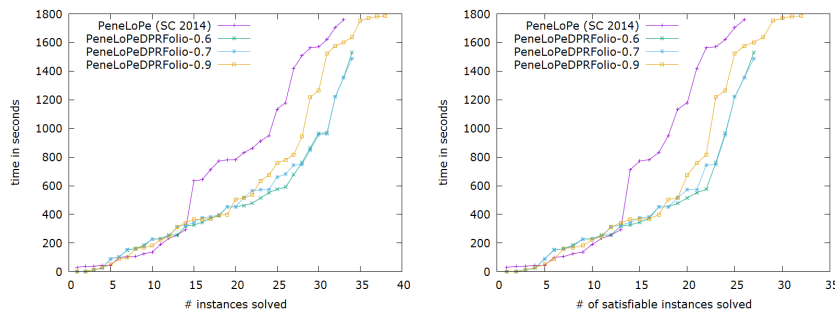 1800
1600
1400
1200
1000
800
600
400
200
0
time in seconds
PeneLoPe (SC 2014)
PeneLoPeDPRFolio-0.6
PeneLoPeDPRFolio-0.7
PeneLoPeDPRFolio-0.9
0 5 10 15 20 25 30 35 40
# instances solved
1800
1600
1400
1200
1000
800
600
400
200
0
time in seconds
PeneLoPe (SC 2014)
PeneLoPeDPRFolio-0.6
PeneLoPeDPRFolio-0.7
PeneLoPeDPRFolio-0.9
0 5 10 15 20 25 30 35
# of satisfiable instances solved